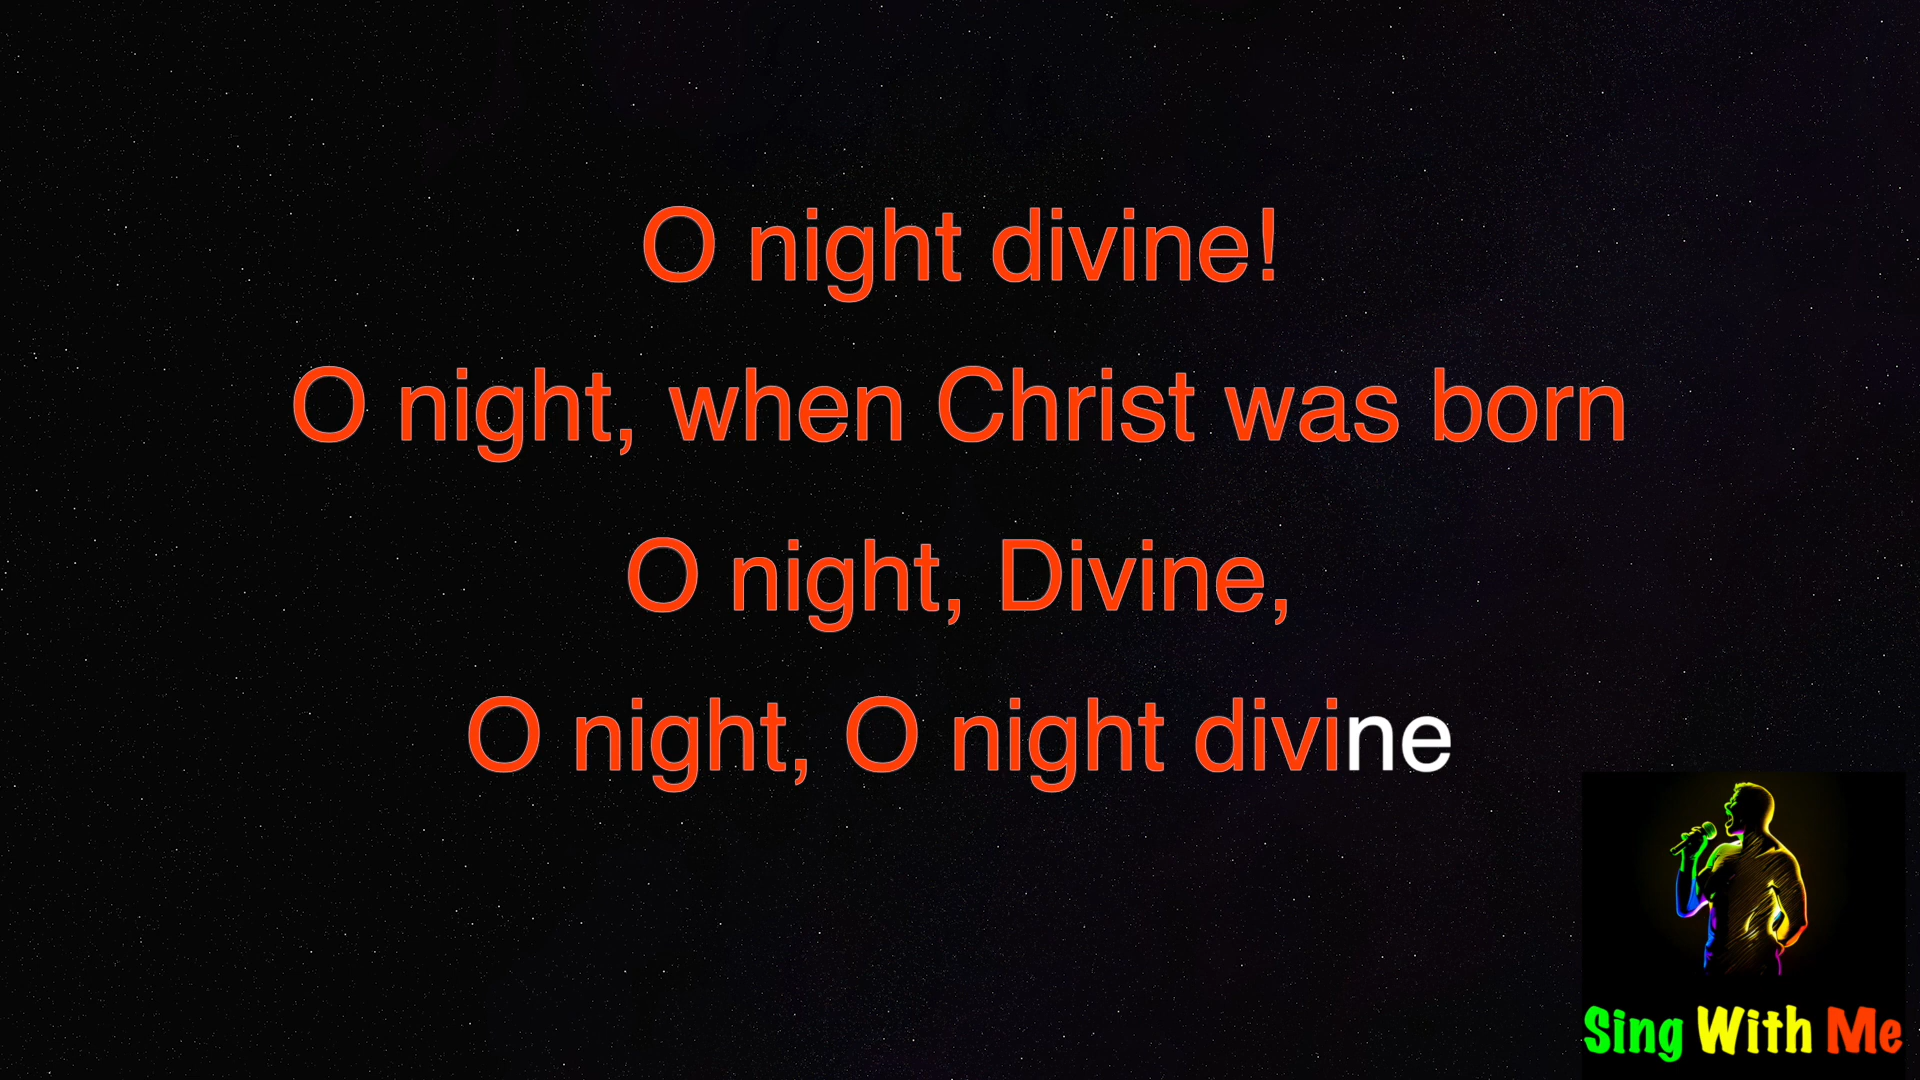 O night divine!
O night, when Christ was born
O night, Divine,
O night, O night divine
Sing With Me